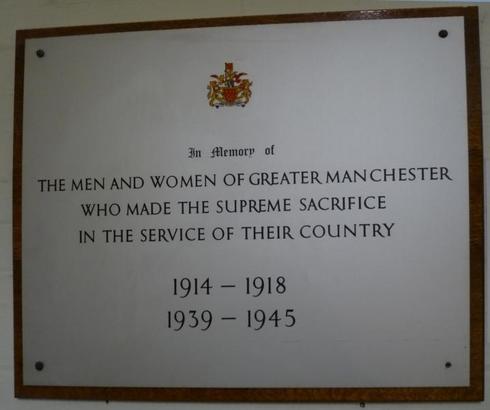 In Memory of
THE MEN AND WOMEN OF GREATER MANCHESTER
WHO MADE THE SUPREME SACRIFICE
IN THE SERVICE OF THEIR COUNTRY
1914 – 1918
1939 – 1945